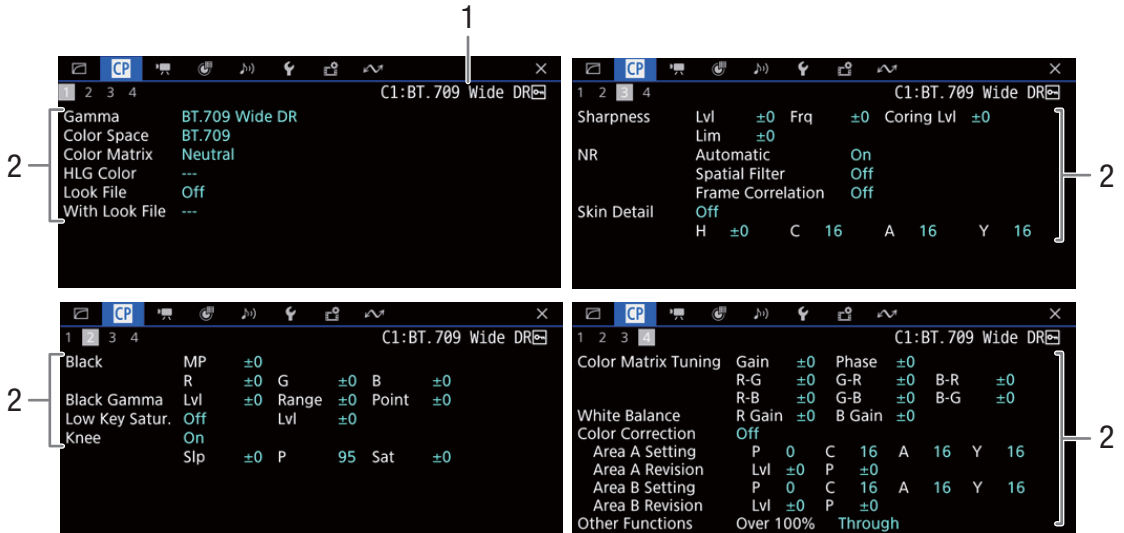 1
CP
1 2 3 4 C1:BT.709 Wide DR
Gamma BT.709 Wide DR
Color Space BT.709
Color Matrix Neutral
HLG Color ---
Look File Off
With Look File ---
2
CP
1 2 3 4 C1:BT.709 Wide DR
Sharpness Lvl ±0 Frq ±0 Coring Lvl ±0
Lim ±0
NR Automatic On
Spatial Filter Off
Frame Correlation Off
Skin Detail Off
H ±0 C 16 A 16 Y 16
2
CP
1 2 3 4 C1:BT.709 Wide DR
Black MP ±0
R ±0 G ±0 B ±0
Black Gamma Lvl ±0 Range ±0 Point ±0
Low Key Satur. Off Lvl ±0
Knee On
Slp ±0 P 95 Sat ±0
2
CP
1 2 3 4 C1:BT.709 Wide DR
Color Matrix Tuning Gain ±0 Phase ±0
R-G ±0 G-R ±0 B-R ±0
R-B ±0 G-B ±0 B-G ±0
White Balance R Gain ±0 B Gain ±0
Color Correction Off
Area A Setting P 0 C 16 A 16 Y 16
Area A Revision Lvl ±0 P ±0
Area B Setting P 0 C 16 A 16 Y 16
Area B Revision Lvl ±0 P ±0
Other Functions Over 100% Through
2